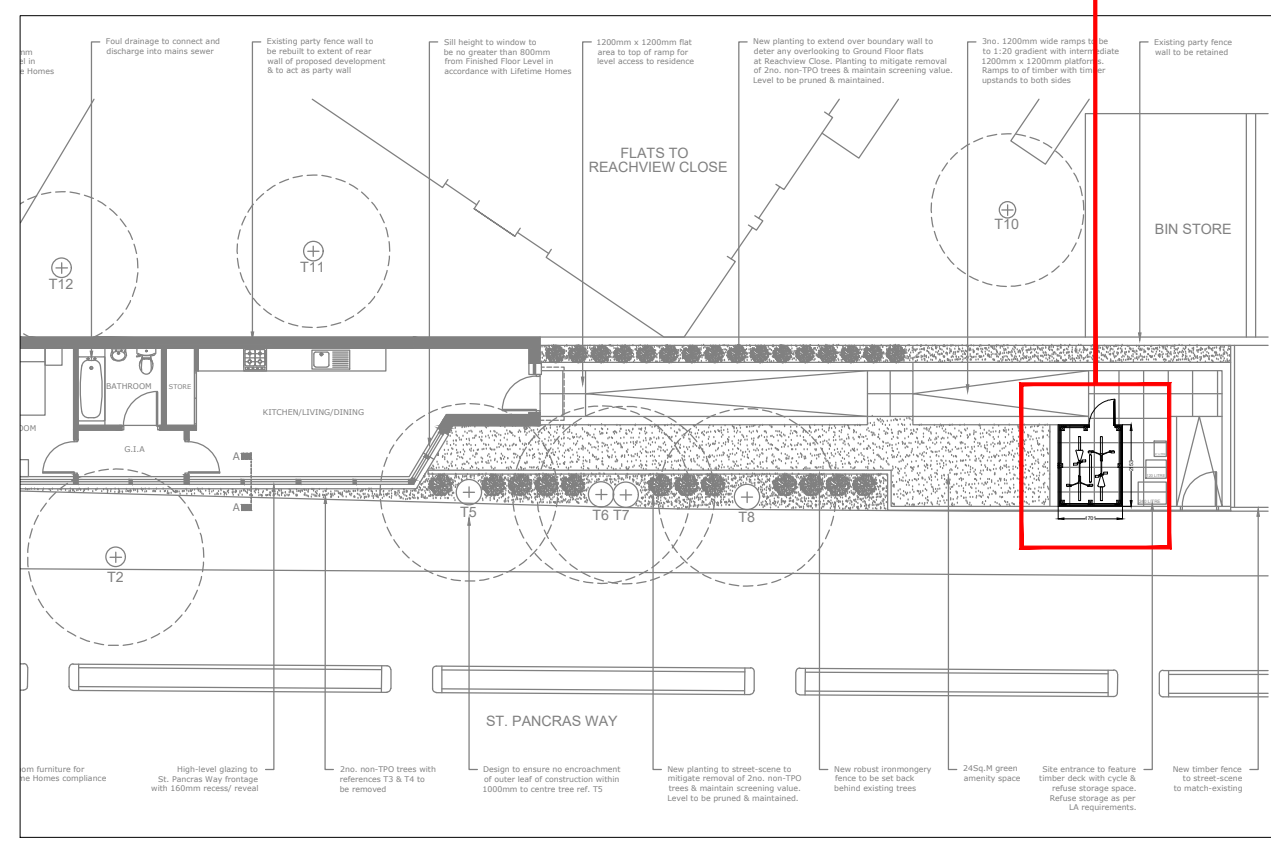 Foul drainage to connect and
discharge into mains sewer
Existing party fence wall to
be rebuilt to extent of rear
wall of proposed development
& to act as party wall
Sill height to window to
be no greater than 800mm
from Finished Floor Level in
accordance with Lifetime Homes
1200mm x 1200mm flat
area to top of ramp for
level access to residence
New planting to extend over boundary wall to
deter any overlooking to Ground Floor flats
at Reachview Close. Planting to mitigate removal
of 2no. non-TPO trees & maintain screening value.
Level to be pruned & maintained.
3no. 1200mm wide ramps to be
to 1:20 gradient with intermediate
1200mm x 1200mm platforms.
Ramps to of timber with timber
upstands to both sides
Existing party fence
wall to be retained
mm
el in
e Homes
FLATS TO
REACHVIEW CLOSE
T10
BIN STORE
T11
T12
BATHROOM
STORE
KITCHEN/LIVING/DINING
OOM
G.I.A
A
A
T5
T6 T7
T8
T2
ST. PANCRAS WAY
om furniture for
me Homes compliance
High-level glazing to
St. Pancras Way frontage
with 160mm recess/ reveal
2no. non-TPO trees with
references T3 & T4 to
be removed
Design to ensure no encroachment
of outer leaf of construction within
1000mm to centre tree ref. T5
New planting to street-scene to
mitigate removal of 2no. non-TPO
trees & maintain screening value.
Level to be pruned & maintained.
New robust ironmongery
fence to be set back
behind existing trees
24Sq.M green
amenity space
Site entrance to feature
timber deck with cycle &
refuse storage space.
Refuse storage as per
LA requirements.
New timber fence
to street-scene
to match-existing